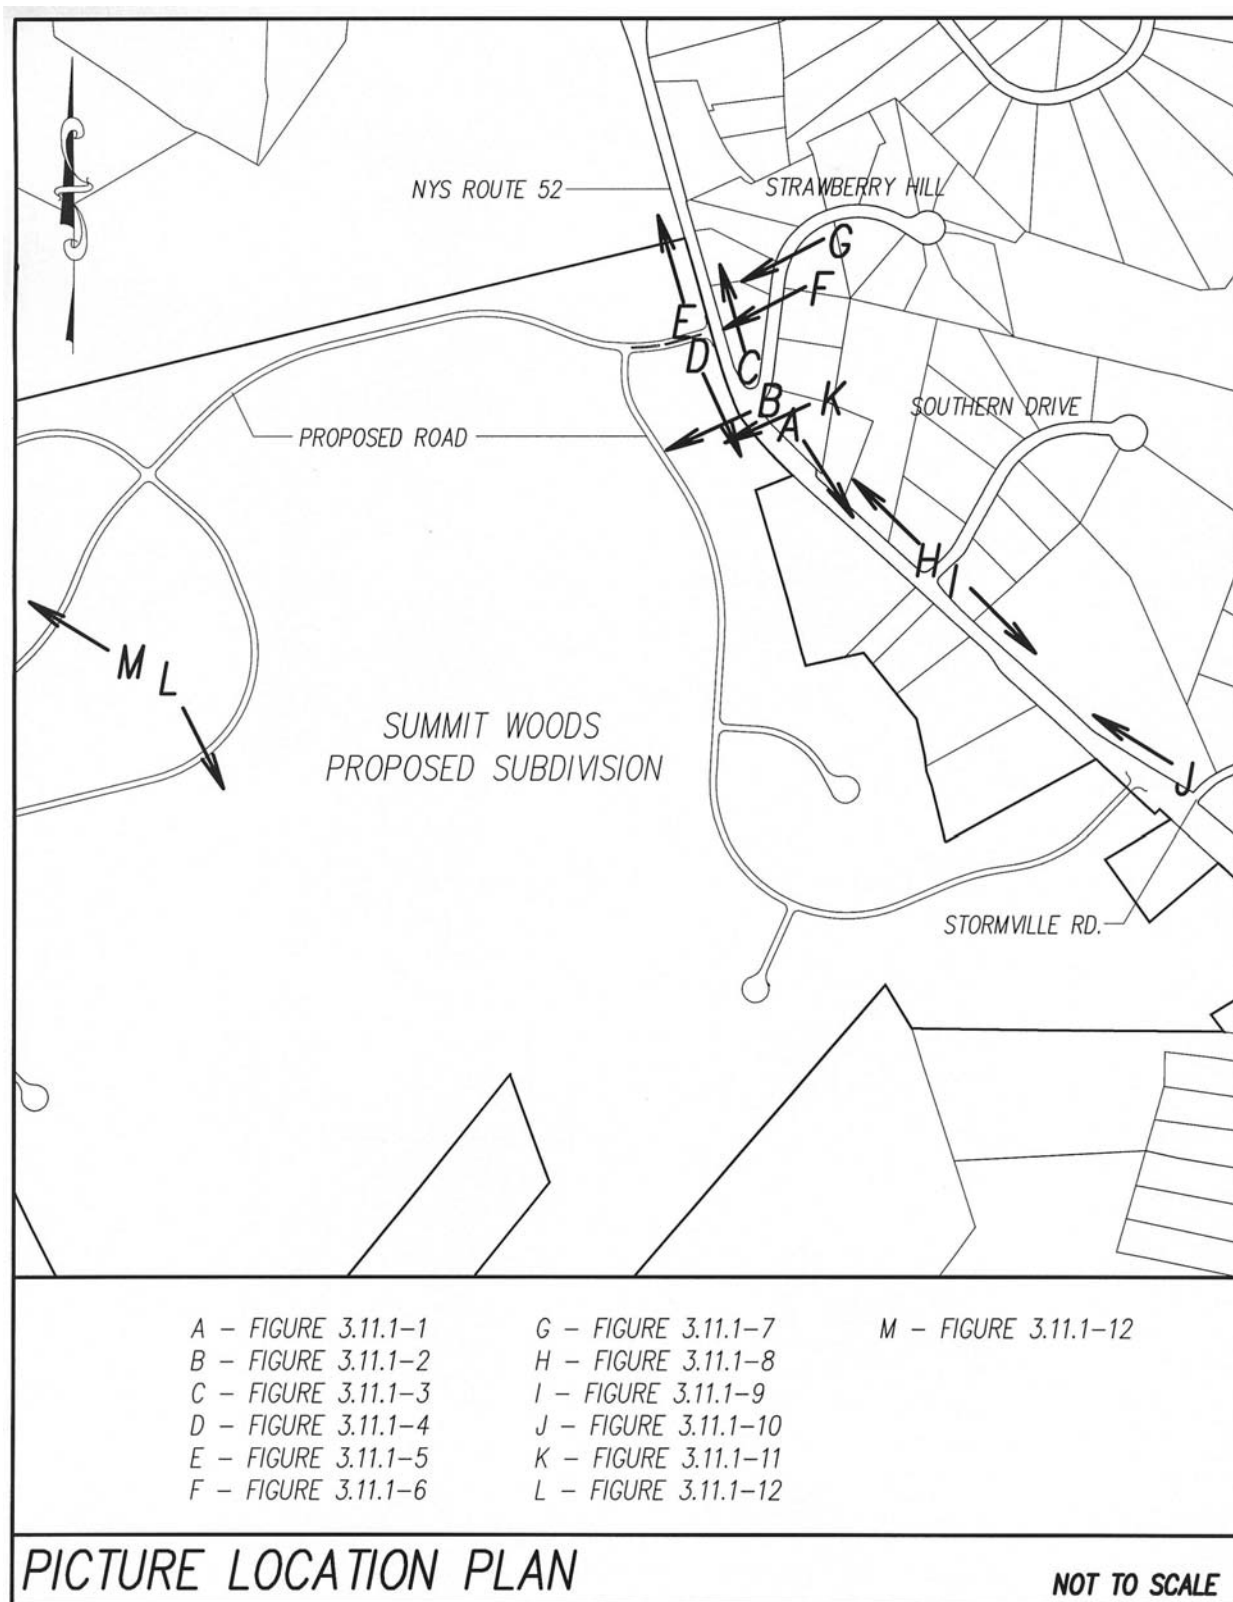 NYS ROUTE 52
STRAWBERRY HILL
G
F
E
D
C
B
K
A
SOUTHERN DRIVE
PROPOSED ROAD
H
I
M
L
SUMMIT WOODS
PROPOSED SUBDIVISION
J
STORMVILLE RD.
A – FIGURE 3.11.1–1
B – FIGURE 3.11.1–2
C – FIGURE 3.11.1–3
D – FIGURE 3.11.1–4
E – FIGURE 3.11.1–5
F – FIGURE 3.11.1–6
G – FIGURE 3.11.1–7
H – FIGURE 3.11.1–8
I – FIGURE 3.11.1–9
J – FIGURE 3.11.1–10
K – FIGURE 3.11.1–11
L – FIGURE 3.11.1–12
M – FIGURE 3.11.1–12
PICTURE LOCATION PLAN
NOT TO SCALE